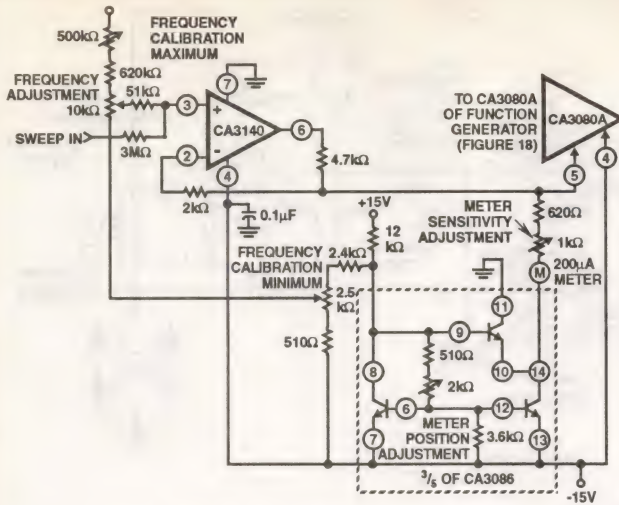 500kΩ
FREQUENCY
CALIBRATION
MAXIMUM
620kΩ
FREQUENCY
ADJUSTMENT
10kΩ
51kΩ
SWEEP IN
3MΩ
3
2
+
-
7
CA3140
6
4
4.7kΩ
2kΩ
0.1µF
TO CA3080A
OF FUNCTION
GENERATOR
(FIGURE 18)
CA3080A
4
5
620Ω
METER
SENSITIVITY
ADJUSTMENT
1kΩ
M
200µA
METER
+15V
12
kΩ
FREQUENCY
CALIBRATION
MINIMUM
2.4kΩ
2.5
kΩ
510Ω
11
9
510Ω
10
14
8
2kΩ
6
12
7
METER
POSITION
ADJUSTMENT
3.6kΩ
13
3/5 OF CA3086
-15V